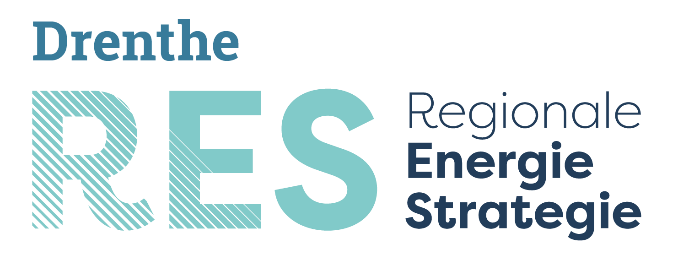 Drenthe
RES
Regionale
Energie
Strategie